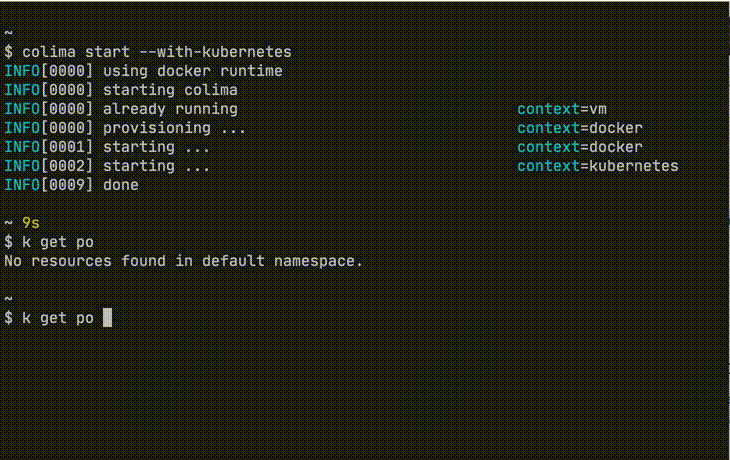 ~
$ colima start --with-kubernetes
INFO[0000] using docker runtime
INFO[0000] starting colima
INFO[0000] already running context=vm
INFO[0000] provisioning ... context=docker
INFO[0001] starting ... context=docker
INFO[0002] starting ... context=kubernetes
INFO[0009] done
~ 9s
$ k get po
No resources found in default namespace.
~
$ k get po